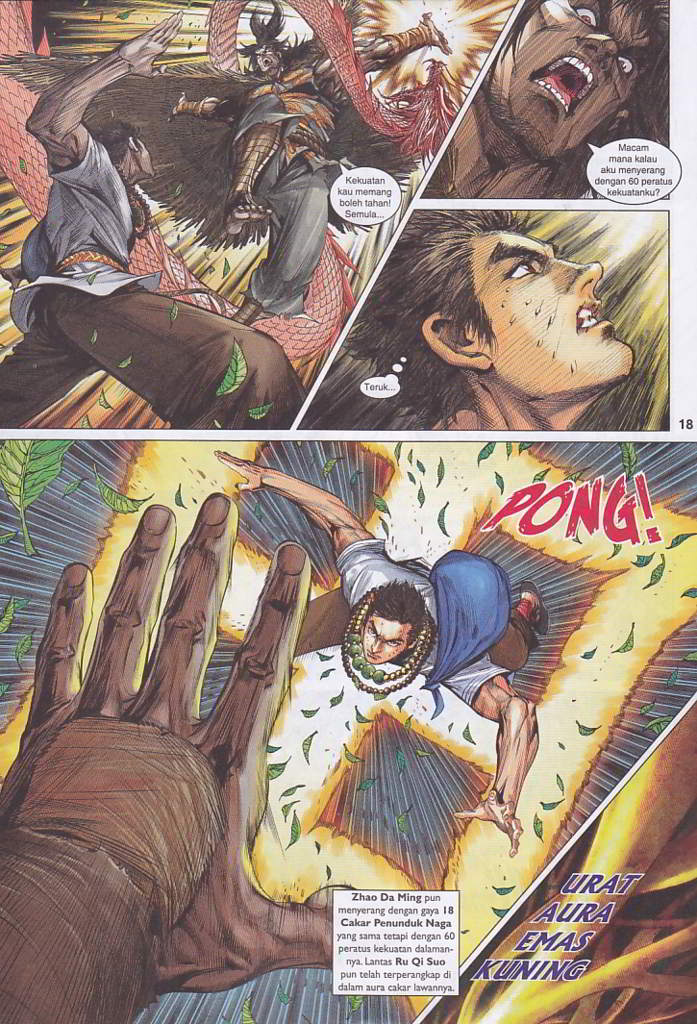 Kekuatan
kau memang
boleh tahan!
Semula...
Macam
mana kalau
aku menyerang
dengan 60 peratus
kekuatanku?
Teruk...
18
PONG!
Zhao Da Ming pun
menyerang dengan gaya 18
Cakar Penunduk Naga
yang sama tetapi dengan 60
peratus kekuatan dalaman-
nya. Lantas Ru Qi Suo
pun telah terperangkap di
dalam aura cakar lawannya.
URAT
AURA
EMAS
KUNING